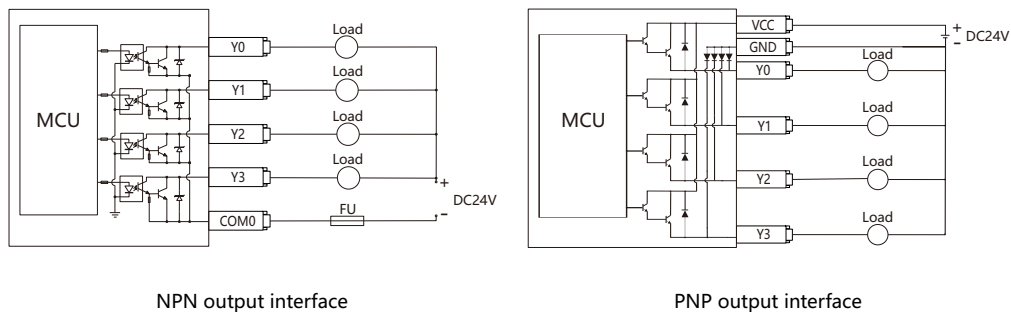 MCU
Y0
Load
Y1
Load
Y2
Load
Y3
Load
COM0
FU
+
-
DC24V
NPN output interface
MCU
VCC
GND
Y0
Load
Y1
Load
Y2
Load
Y3
Load
+
-
DC24V
PNP output interface